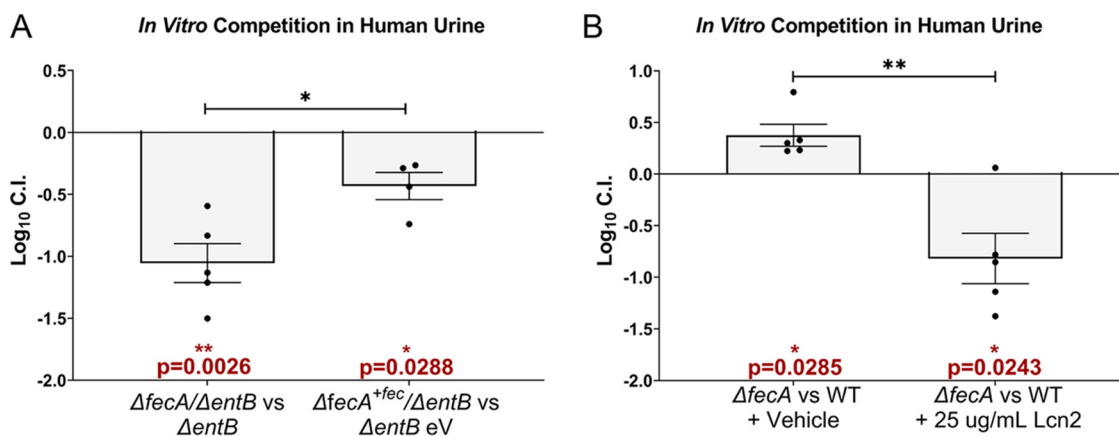 A
In Vitro Competition in Human Urine
*
0.5
0.0
-0.5
-1.0
-1.5
-2.0
Log10 C.I.
**
p=0.0026
*
p=0.0288
ΔfecA/ΔentB vs
ΔentB
ΔfecA+fec/ΔentB vs
ΔentB eV
B
In Vitro Competition in Human Urine
**
1.0
0.5
0.0
-0.5
-1.0
-1.5
-2.0
Log10 C.I.
*
p=0.0285
*
p=0.0243
ΔfecA vs WT
+ Vehicle
ΔfecA vs WT
+ 25 ug/mL Lcn2